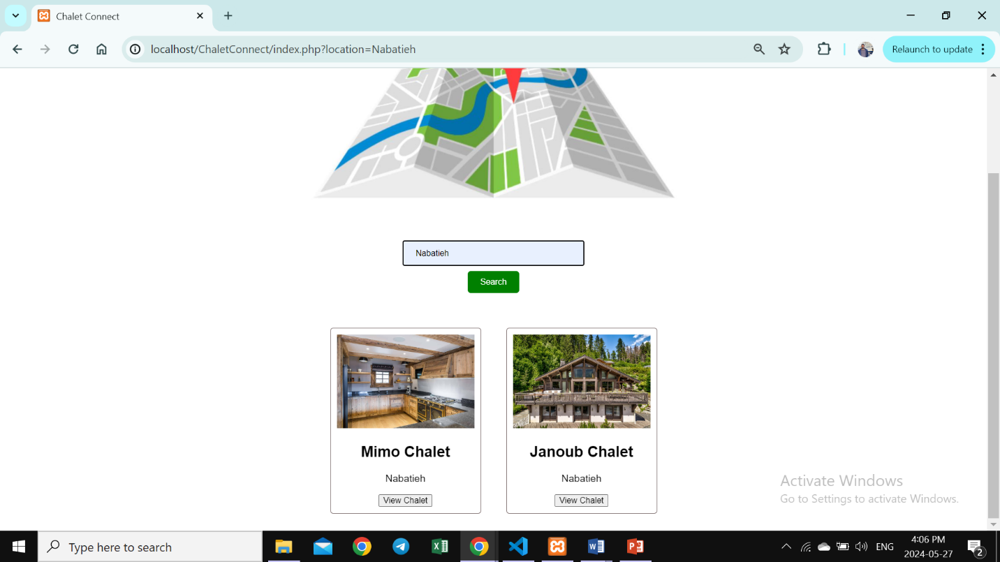 Chalet Connect
localhost/ChaletConnect/index.php?location=Nabatieh
Relaunch to update
Nabatieh
Search
Mimo Chalet
Nabatieh
View Chalet
Janoub Chalet
Nabatieh
View Chalet
Activate Windows
Go to Settings to activate Windows.
Type here to search
ENG
4:06 PM
2024-05-27
2